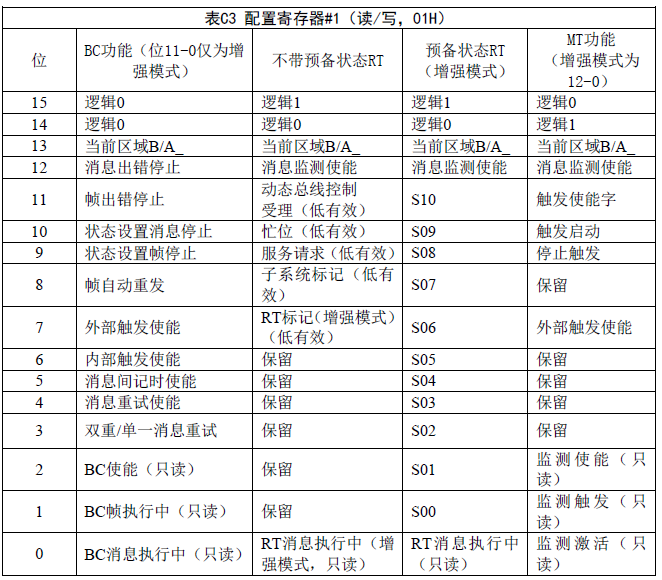 表C3 配置寄存器#1（读/写，01H）
位 BC功能（位11-0仅为增强模式） 不带预备状态RT 预备状态RT（增强模式） MT功能（增强模式为12-0）
15 逻辑0 逻辑1 逻辑1 逻辑0
14 逻辑0 逻辑0 逻辑0 逻辑1
13 当前区域B/A_ 当前区域B/A_ 当前区域B/A_ 当前区域B/A_
12 消息出错停止 消息监测使能 消息监测使能 消息监测使能
11 帧出错停止 动态总线控制受理（低有效） S10 触发使能字
10 状态设置消息停止 忙位（低有效） S09 触发启动
9 状态设置帧停止 服务请求（低有效） S08 停止触发
8 帧自动重发 子系统标记（低有效） S07 保留
7 外部触发使能 RT标记（增强模式）（低有效） S06 外部触发使能
6 内部触发使能 保留 S05 保留
5 消息间记时使能 保留 S04 保留
4 消息重试使能 保留 S03 保留
3 双重/单一消息重试 保留 S02 保留
2 BC使能（只读） 保留 S01 监测使能（只读）
1 BC帧执行中（只读） 保留 S00 监测触发（只读）
0 BC消息执行中（只读） RT消息执行中（增强模式，只读） RT消息执行中（只读） 监测激活（只读）